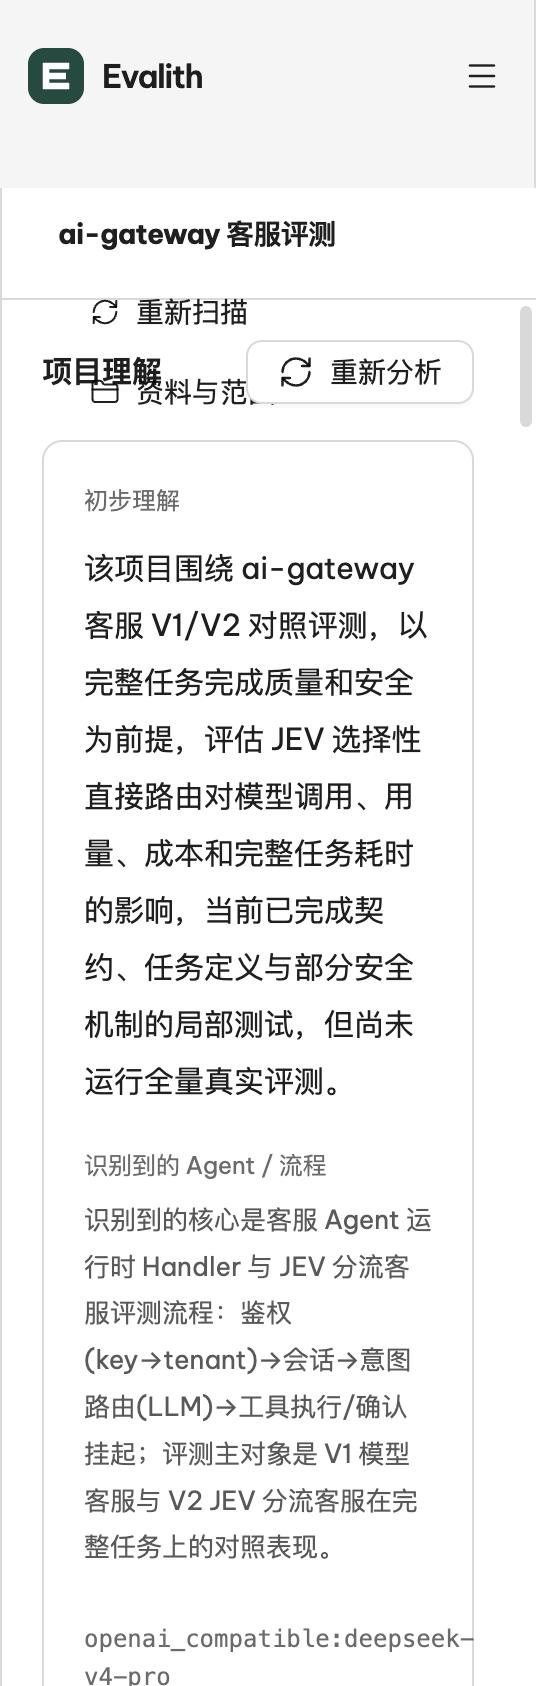 Evalith
ai-gateway 客服评测
重新扫描
项目理解
重新分析
资料与范
初步理解
该项目围绕 ai-gateway
客服 V1/V2 对照评测，以
完整任务完成质量和安全
为前提，评估 JEV 选择性
直接路由对模型调用、用
量、成本和完整任务耗时
的影响，当前已完成契
约、任务定义与部分安全
机制的局部测试，但尚未
运行全量真实评测。
识别到的 Agent / 流程
识别到的核心是客服 Agent 运
行时 Handler 与 JEV 分流客
服评测流程：鉴权
(key→tenant)→会话→意图
路由(LLM)→工具执行/确认
挂起；评测主对象是 V1 模型
客服与 V2 JEV 分流客服在完
整任务上的对照表现。
openai_compatible:deepseek-
v4-pro